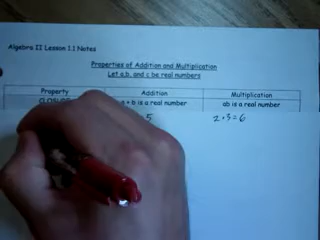 Algebra II Lesson 1.1 Notes
Properties of Addition and Multiplication
Let a,b, and c be real numbers
Property Addition Multiplication
CLOSURE a + b is a real number ab is a real number
5 2 · 3 = 6